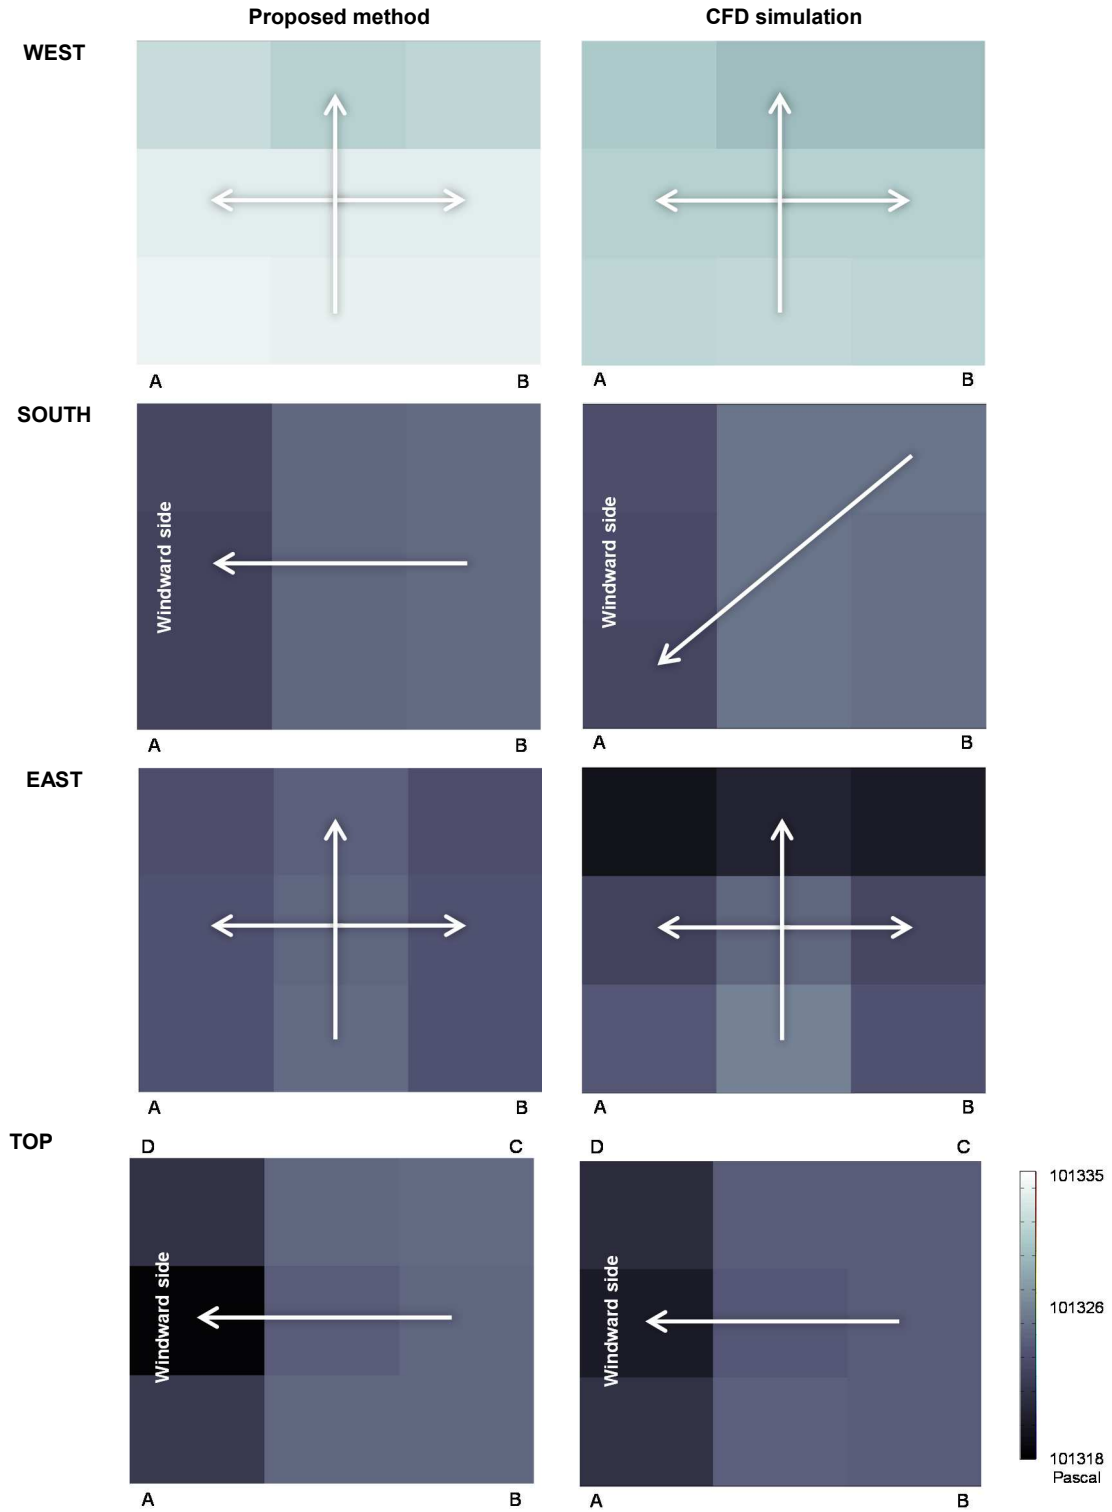 Proposed method CFD simulation
WEST
A B A B
SOUTH
Windward side Windward side
A B A B
EAST
A B A B
TOP
D C D C
101335
Windward side Windward side
101326
101318
Pascal
A B A B